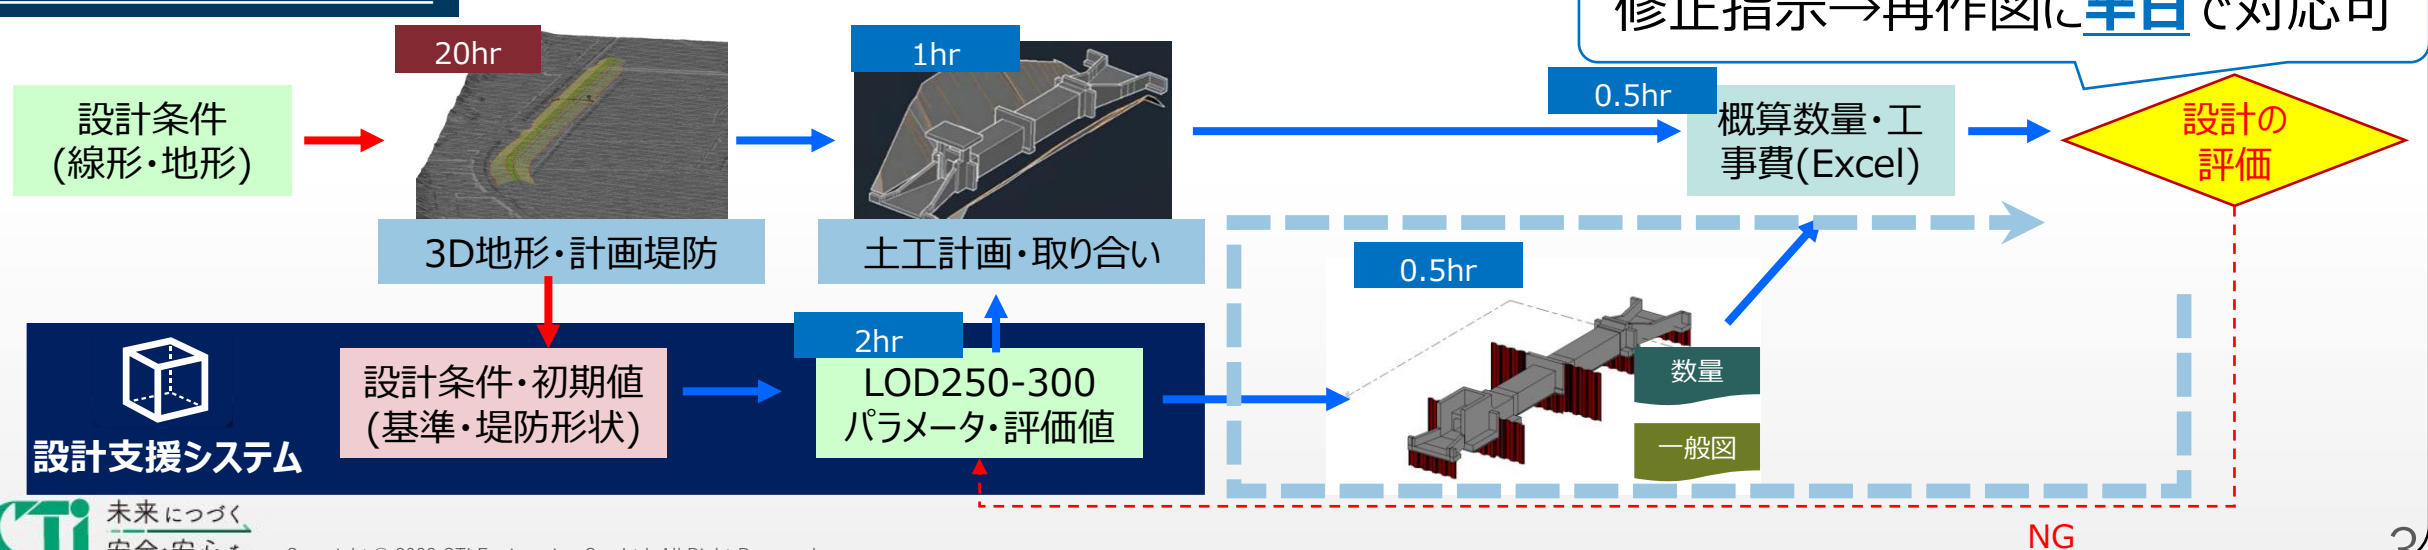 修正指示→再作図に半日で対応可
20hr
1hr
0.5hr
設計条件
(線形・地形)
概算数量・工
事費(Excel)
設計の
評価
3D地形・計画堤防
土工計画・取り合い
0.5hr
2hr
設計条件・初期値
(基準・堤防形状)
LOD250-300
パラメータ・評価値
数量
一般図
設計支援システム
CTi
未来につづく
NG